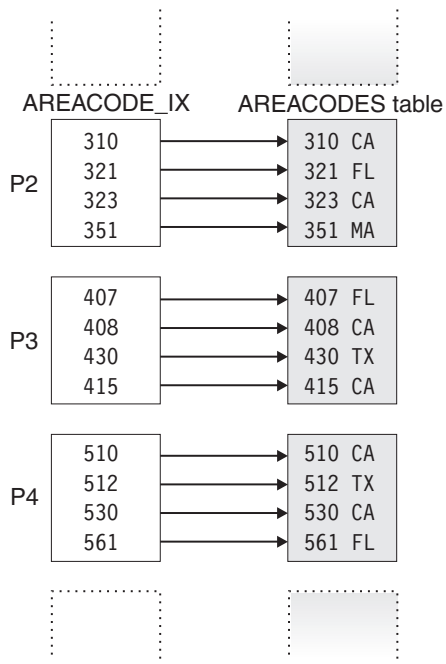 AREACODE_IX AREACODES table
P2
310 310 CA
321 321 FL
323 323 CA
351 351 MA
P3
407 407 FL
408 408 CA
430 430 TX
415 415 CA
P4
510 510 CA
512 512 TX
530 530 CA
561 561 FL